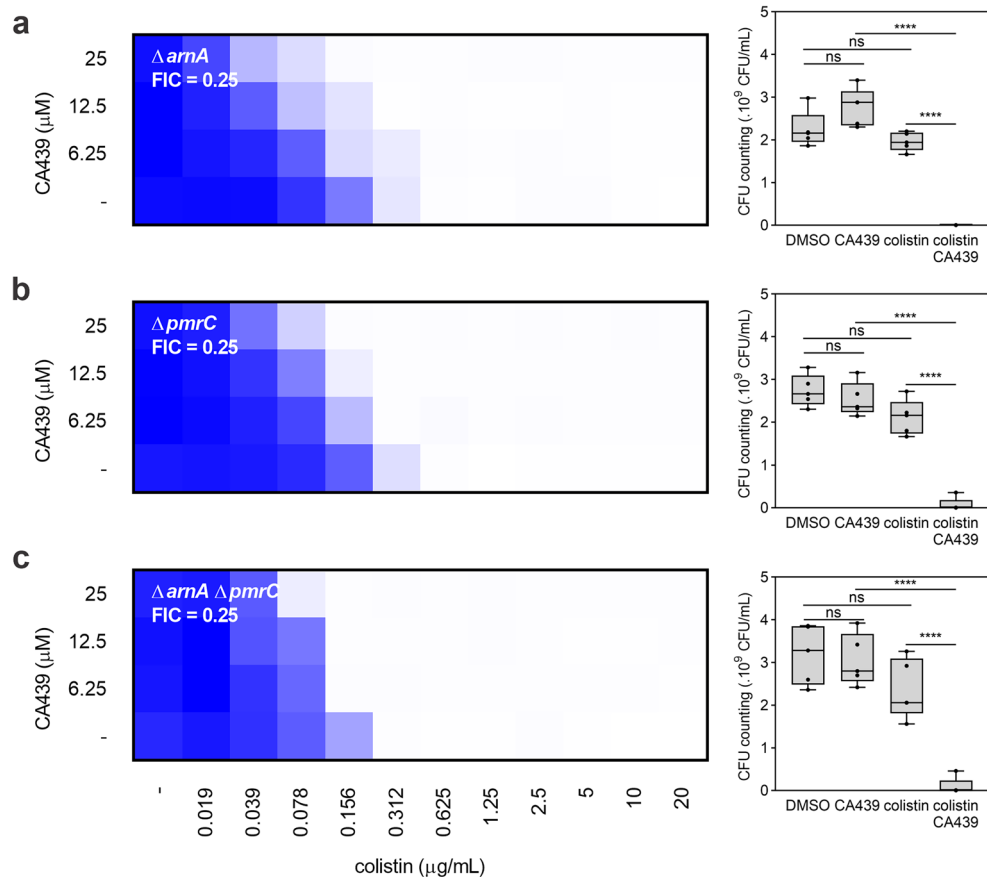 a
ΔarnA
FIC = 0.25
25
12.5
6.25
-
CA439 (μM)
CFU counting (.10⁹ CFU/mL)
5
4
3
2
1
0
****
ns
ns
****
DMSO CA439 colistin colistin
CA439
b
ΔpmrC
FIC = 0.25
25
12.5
6.25
-
CA439 (μM)
CFU counting (.10⁹ CFU/mL)
5
4
3
2
1
0
****
ns
ns
****
DMSO CA439 colistin colistin
CA439
c
ΔarnA ΔpmrC
FIC = 0.25
25
12.5
6.25
-
CA439 (μM)
CFU counting (.10⁹ CFU/mL)
5
4
3
2
1
0
****
ns
ns
****
DMSO CA439 colistin colistin
CA439
- 0.019 0.039 0.078 0.156 0.312 0.625 1.25 2.5 5 10 20
colistin (μg/mL)